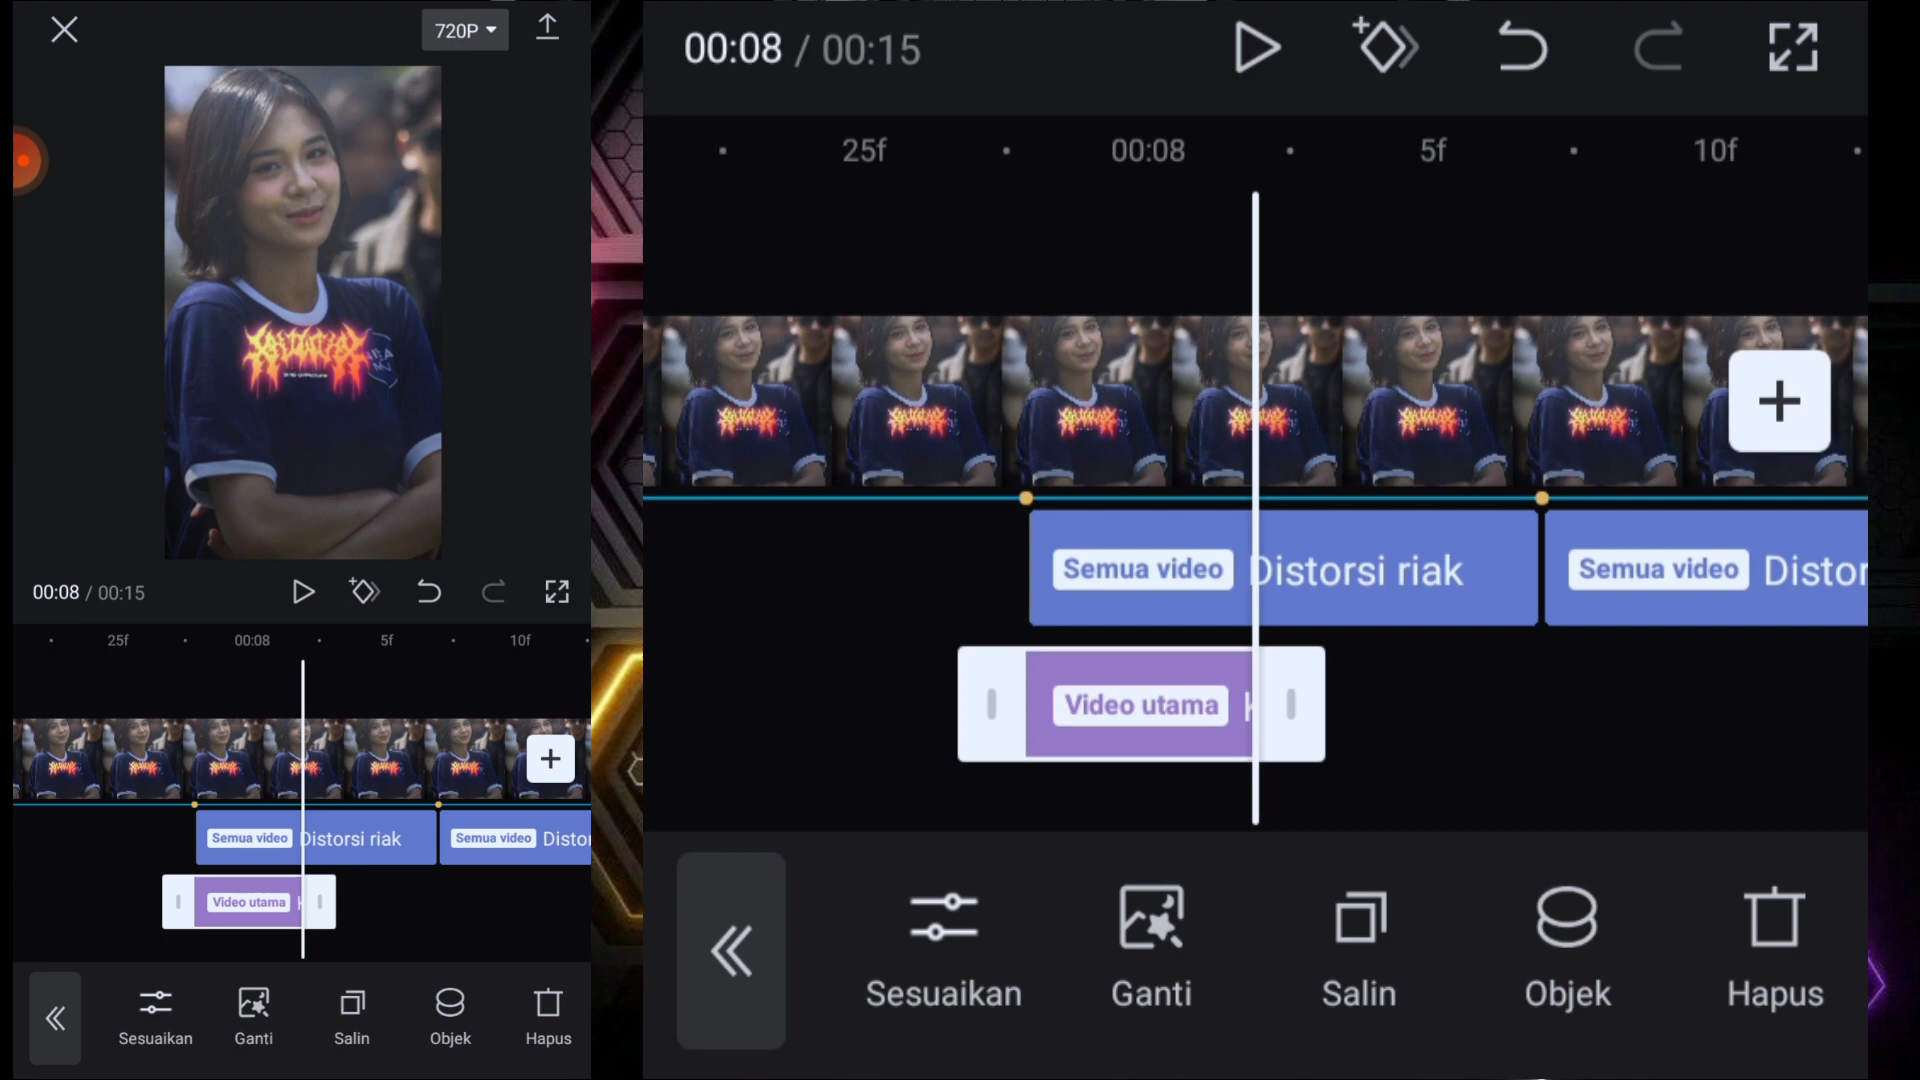 720P
00:08 / 00:15
25f 00:08 5f 10f
Semua video Distorsi riak
Semua video Distor
Video utama
Sesuaikan
Ganti
Salin
Objek
Hapus
00:08 / 00:15
25f 00:08 5f 10f
Semua video Distorsi riak
Semua video Distor
Video utama
Sesuaikan
Ganti
Salin
Objek
Hapus